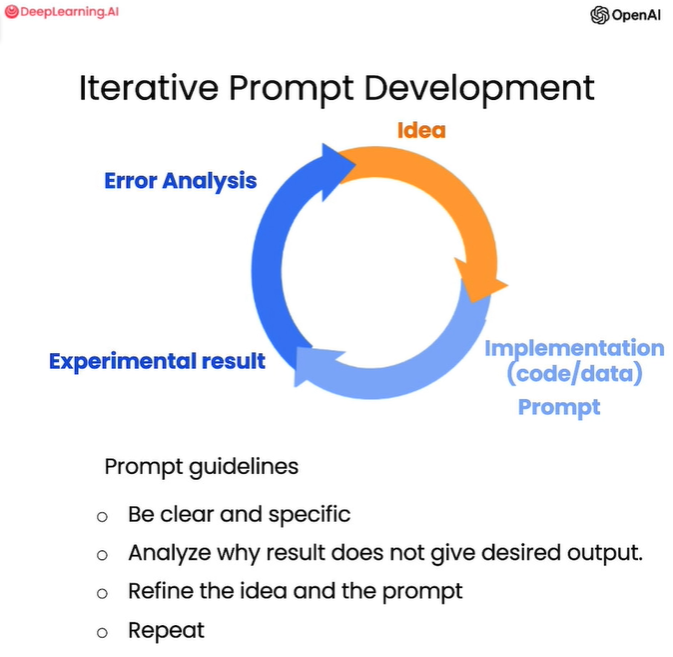 DeepLearning.AI
OpenAI
Iterative Prompt Development
Idea
Error Analysis
Experimental result
Implementation
(code/data)
Prompt
Prompt guidelines
Be clear and specific
Analyze why result does not give desired output.
Refine the idea and the prompt
Repeat